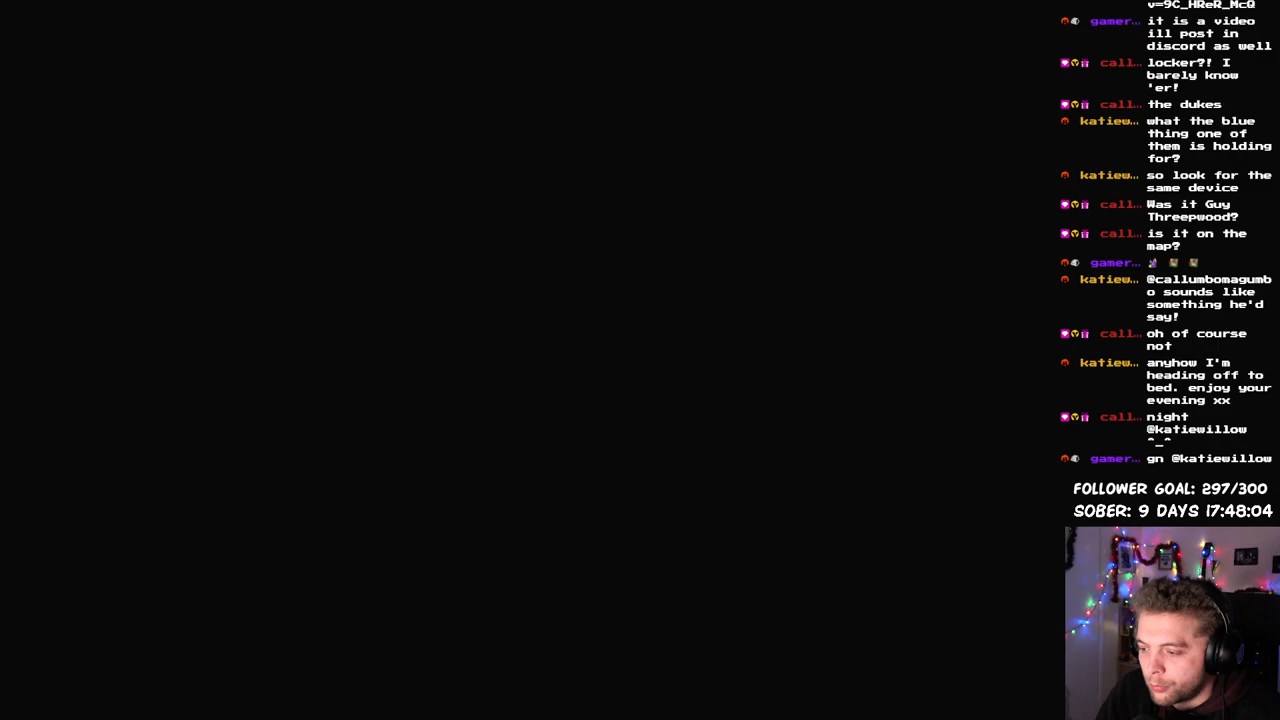 v=9C_HReR_McQ
gamer… it is a video
ill post in
discord as well
call… locker?! I
barely know
'er!
call… the dukes
katiew… what the blue
thing one of
them is holding
for?
katiew… so look for the
same device
call… Was it Guy
Threepwood?
call… is it on the
map?
gamer…
katiew… @callumbomagumb
o sounds like
something he'd
say!
call… oh of course
not
katiew… anyhow I'm
heading off to
bed. enjoy your
evening xx
call… night
@katiewillow
^_^
gamer… gn @katiewillow
FOLLOWER GOAL: 297/300
SOBER: 9 DAYS 17:48:04